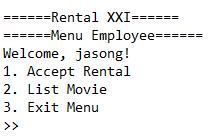 ======Rental XXI======
======Menu Employee======
Welcome, jasong!
1. Accept Rental
2. List Movie
3. Exit Menu
>>